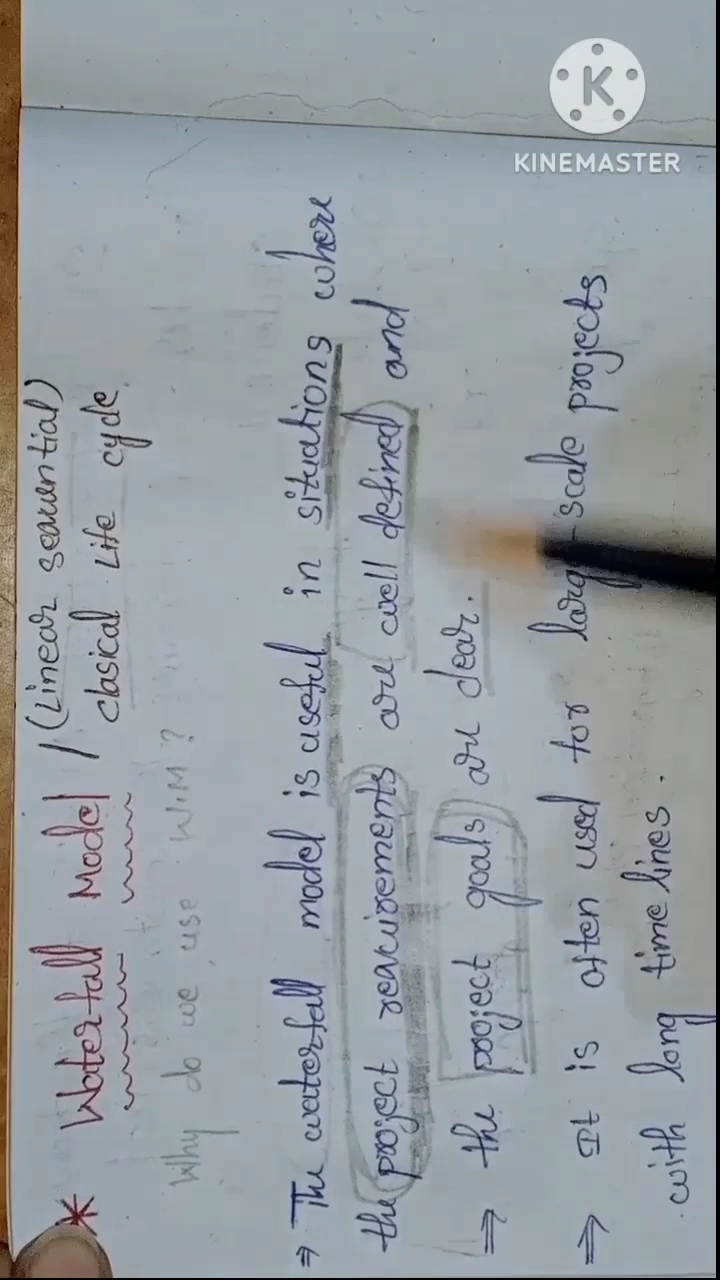 * Waterfall Model / (Linear sequential)
clasical Life cycle.
Why do we use W.M?
⇒ The waterfall model is useful in situations where
the project requirements are well defined and
⇒ the project goals are clear.
⇒ It is often used for large-scale projects
with long time lines.
K
KINEMASTER